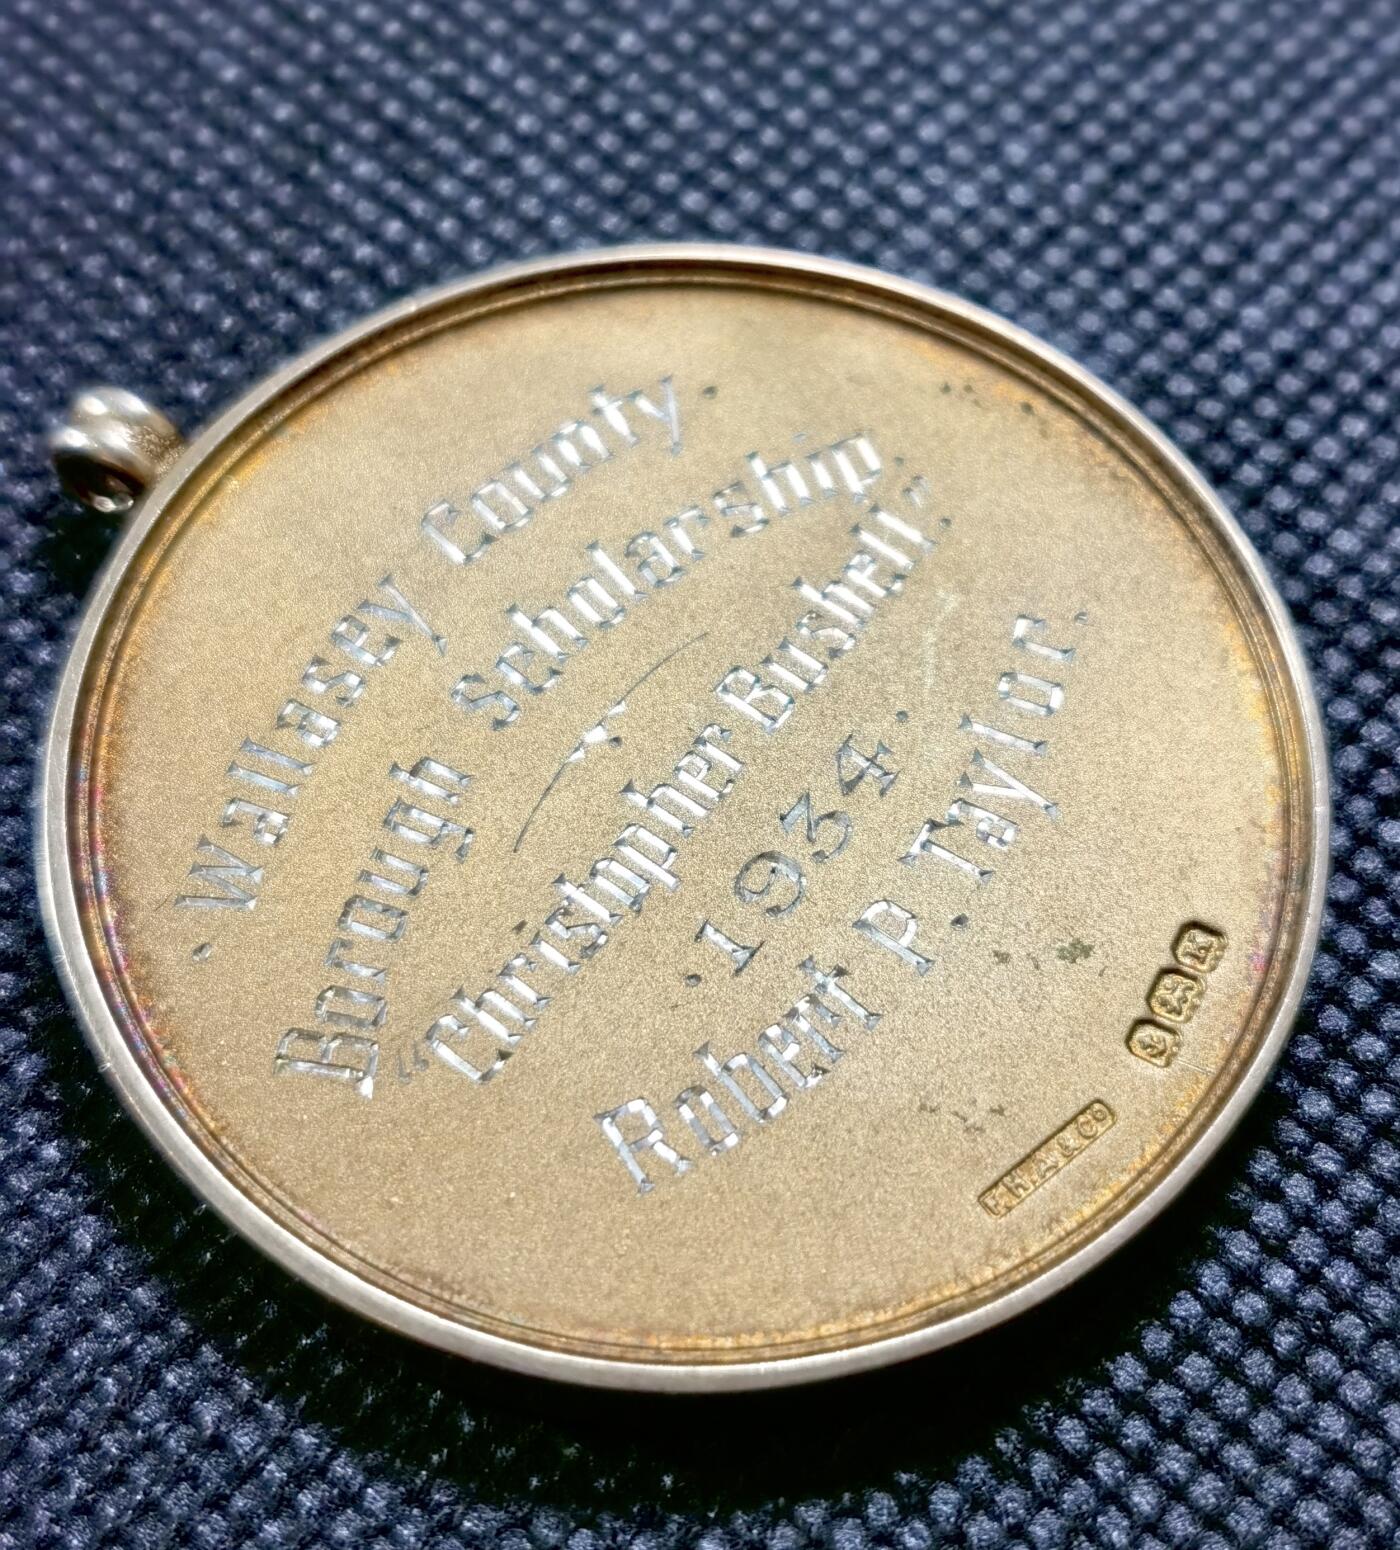 · Wallasey County ·
Borough Scholarship
"Christopher Bushell".
· 1934 ·
Robert P. Taylor.
K
F.H.A & Co